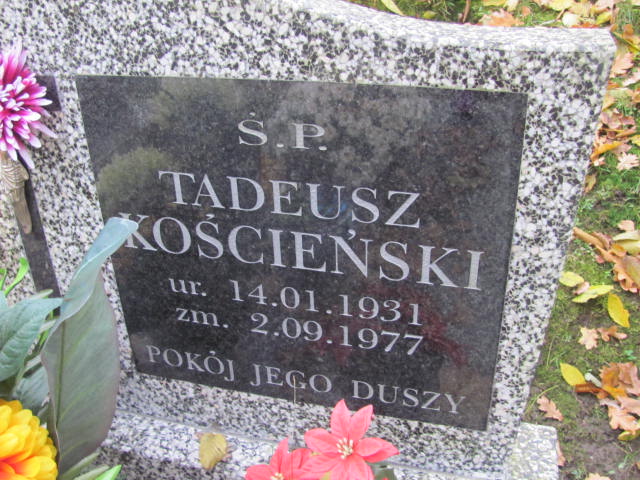 Ś.P.
TADEUSZ
KOŚCIEŃSKI
ur. 14.01.1931
zm. 2.09.1977
POKÓJ JEGO DUSZY